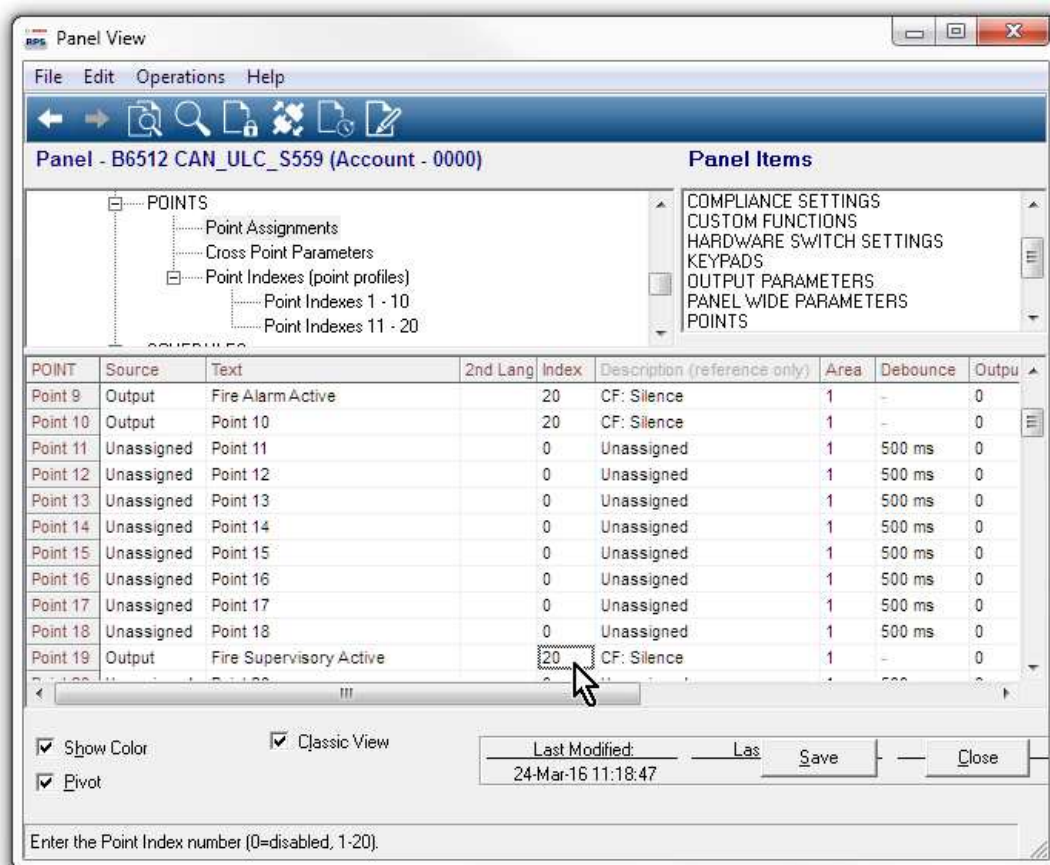 RPS Panel View
File Edit Operations Help
Panel - B6512 CAN_ULC_S559 (Account - 0000)
Panel Items
POINTS
Point Assignments
Cross Point Parameters
Point Indexes (point profiles)
Point Indexes 1 - 10
Point Indexes 11 - 20
COMPLIANCE SETTINGS
CUSTOM FUNCTIONS
HARDWARE SWITCH SETTINGS
KEYPADS
OUTPUT PARAMETERS
PANEL WIDE PARAMETERS
POINTS
POINT Source Text 2nd Lang Index Description (reference only) Area Debounce Outpu
Point 9 Output Fire Alarm Active 20 CF: Silence 1 - 0
Point 10 Output Point 10 20 CF: Silence 1 - 0
Point 11 Unassigned Point 11 0 Unassigned 1 500 ms 0
Point 12 Unassigned Point 12 0 Unassigned 1 500 ms 0
Point 13 Unassigned Point 13 0 Unassigned 1 500 ms 0
Point 14 Unassigned Point 14 0 Unassigned 1 500 ms 0
Point 15 Unassigned Point 15 0 Unassigned 1 500 ms 0
Point 16 Unassigned Point 16 0 Unassigned 1 500 ms 0
Point 17 Unassigned Point 17 0 Unassigned 1 500 ms 0
Point 18 Unassigned Point 18 0 Unassigned 1 500 ms 0
Point 19 Output Fire Supervisory Active 20 CF: Silence 1 - 0
Show Color Classic View
Pivot
Last Modified: Las
24-Mar-16 11:18:47
Save Close
Enter the Point Index number (0=disabled, 1-20).